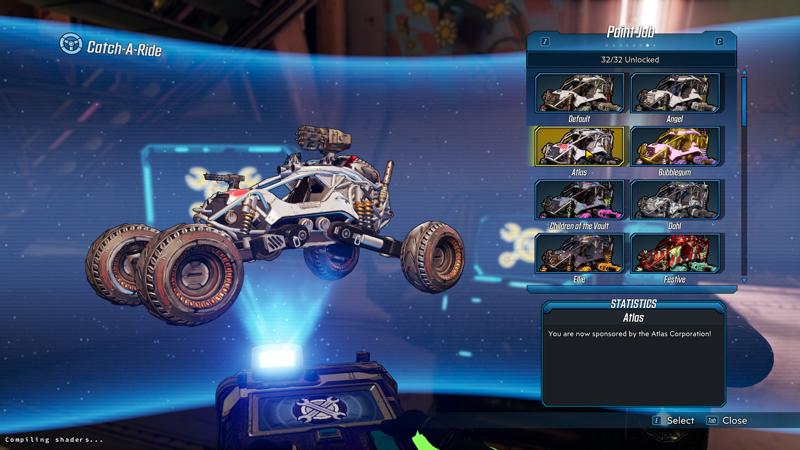 Catch-A-Ride
Paint Job
Z
C
32/32 Unlocked
Default
Angel
Atlas
Bubblegum
Children of the Vault
Dahl
Ellie
Festive
STATISTICS
Atlas
You are now sponsored by the Atlas Corporation!
E Select
Tab Close
Compiling shaders...